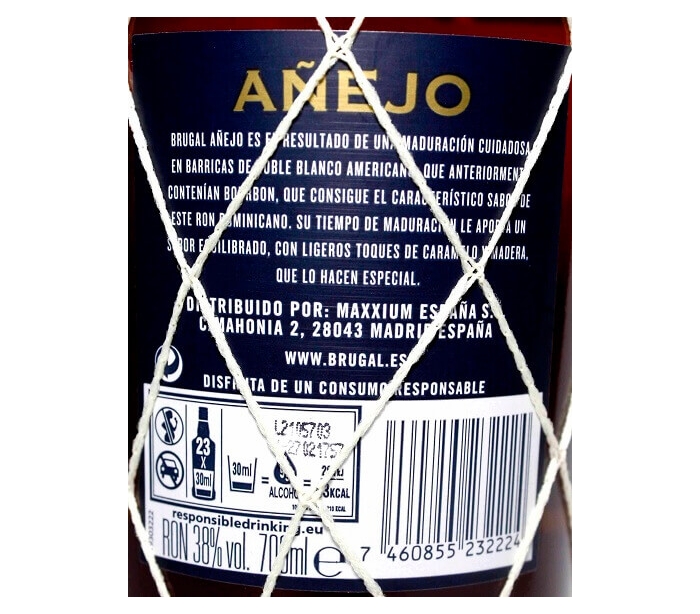 AÑEJO
BRUGAL AÑEJO ES EL RESULTADO DE UNA MADURACIÓN CUIDADOSA
EN BARRICAS DE ROBLE BLANCO AMERICANO, QUE ANTERIORMENTE
CONTENÍAN BOURBON, QUE CONSIGUE EL CARACTERÍSTICO SABOR DE
ESTE RON DOMINICANO. SU TIEMPO DE MADURACIÓN LE APORTA UN
SABOR EQUILIBRADO, CON LIGEROS TOQUES DE CARAMELO Y MADERA,
QUE LO HACEN ESPECIAL.
DISTRIBUIDO POR: MAXXIUM ESPAÑA S.L.
CIMAHONIA 2, 28043 MADRID ESPAÑA
WWW.BRUGAL.ES
DISFRUTA DE UN CONSUMO RESPONSABLE
L2105703
23
X
30ml
30ml
=
=
ALCOHOL
KCAL
responsibledrinking.eu
RON 38% vol. 700ml e
7 460855 232224